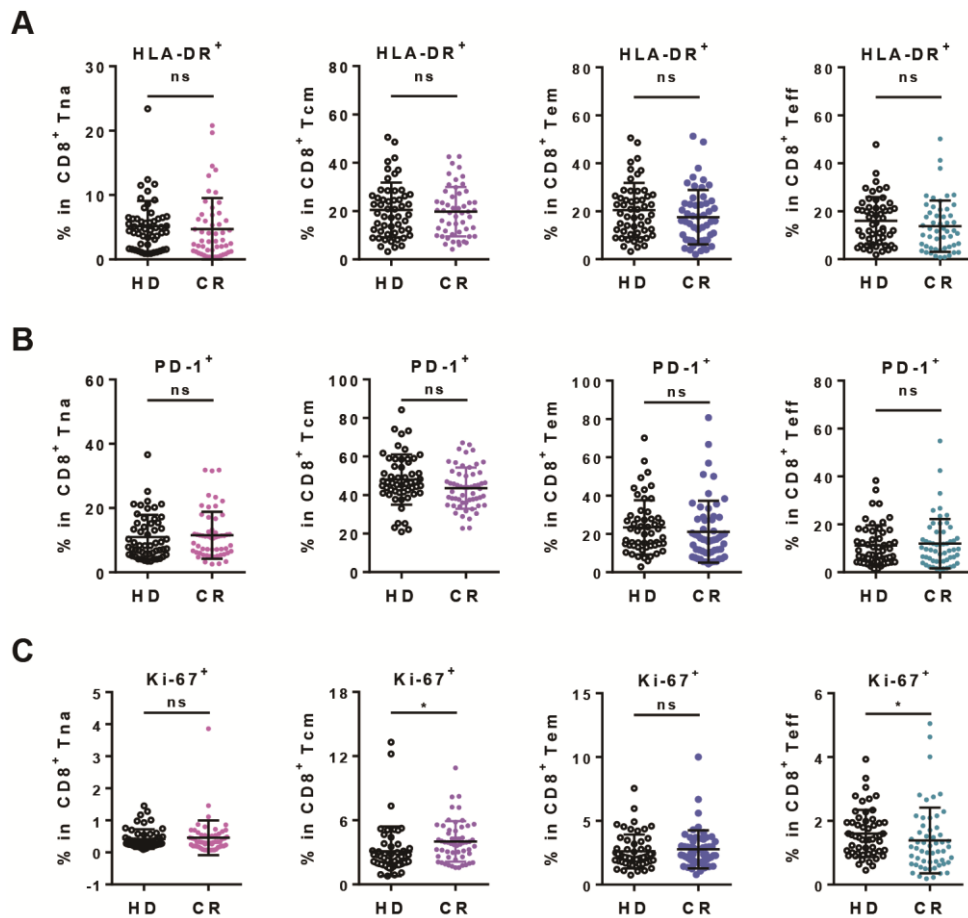 A
HLA-DR+
ns
% in CD8+ Tna
30
20
10
0
HD CR
HLA-DR+
ns
% in CD8+ Tcm
80
60
40
20
0
HD CR
HLA-DR+
ns
% in CD8+ Tem
80
60
40
20
0
HD CR
HLA-DR+
ns
% in CD8+ Teff
80
60
40
20
0
HD CR
B
PD-1+
ns
% in CD8+ Tna
60
40
20
0
HD CR
PD-1+
ns
% in CD8+ Tcm
100
80
60
40
20
0
HD CR
PD-1+
ns
% in CD8+ Tem
100
80
60
40
20
0
HD CR
PD-1+
ns
% in CD8+ Teff
80
60
40
20
0
HD CR
C
Ki-67+
ns
% in CD8+ Tna
5
4
3
2
1
0
-1
HD CR
Ki-67+
*
% in CD8+ Tcm
18
12
6
0
HD CR
Ki-67+
ns
% in CD8+ Tem
15
10
5
0
HD CR
Ki-67+
*
% in CD8+ Teff
6
4
2
0
HD CR